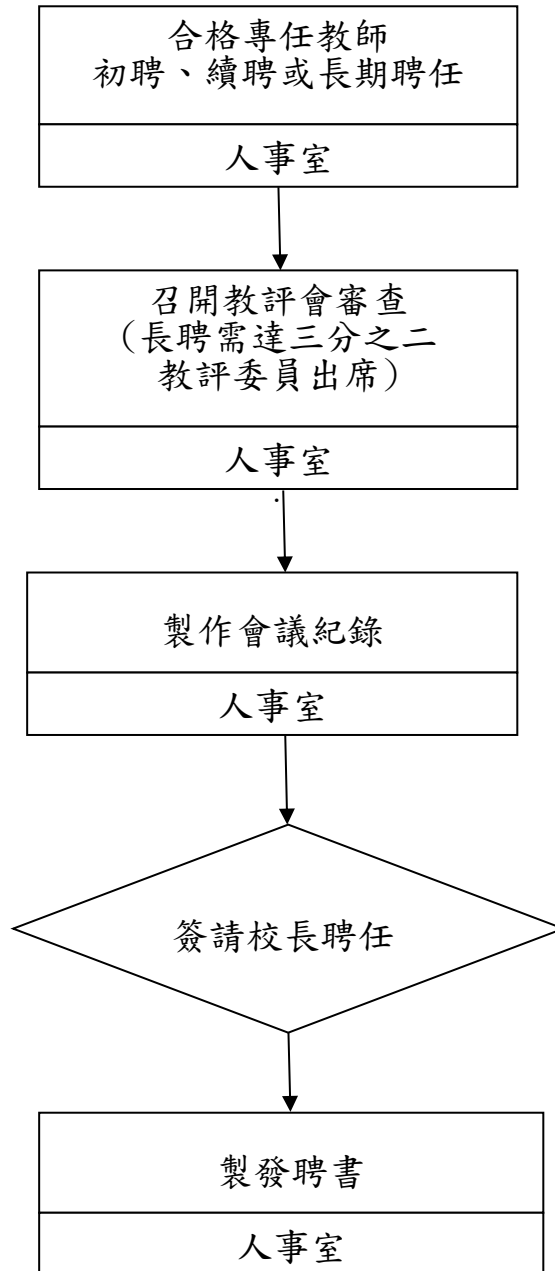 合格專任教師
初聘、續聘或長期聘任
人事室
召開教評會審查
（長聘需達三分之二
教評委員出席）
人事室
.
製作會議紀錄
人事室
簽請校長聘任
製發聘書
人事室